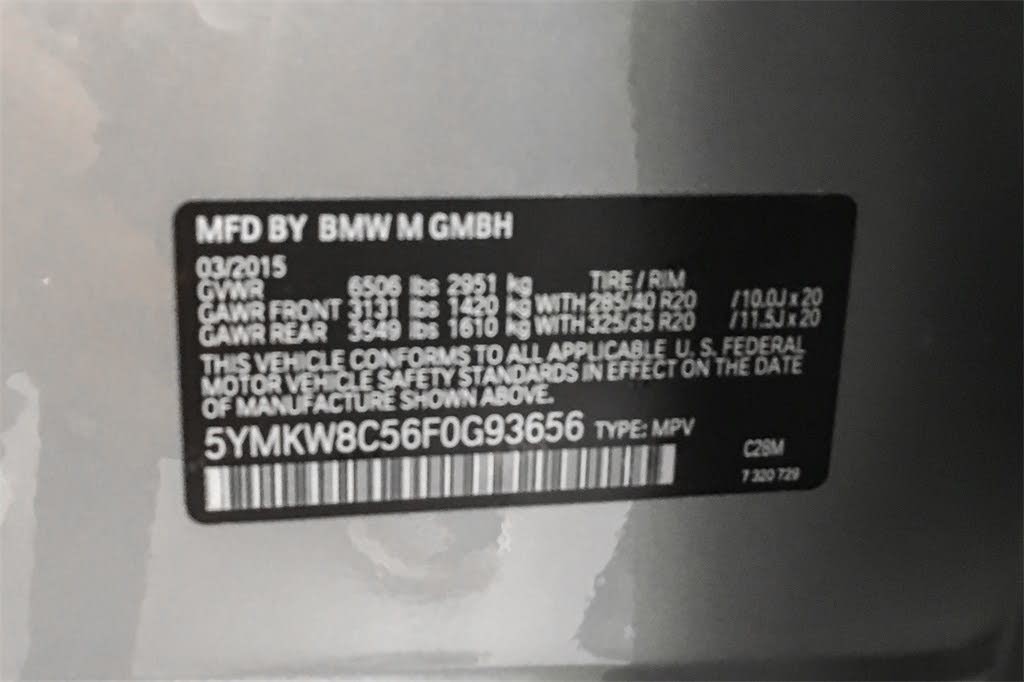 MFD BY BMW M GMBH
03/2015
GVWR 6506 lbs 2951 kg TIRE / RIM
GAWR FRONT 3131 lbs 1420 kg WITH 285/40 R20 /10.0J x 20
GAWR REAR 3549 lbs 1610 kg WITH 325/35 R20 /11.5J x 20
THIS VEHICLE CONFORMS TO ALL APPLICABLE U. S. FEDERAL
MOTOR VEHICLE SAFETY STANDARDS IN EFFECT ON THE DATE
OF MANUFACTURE SHOWN ABOVE.
5YMKW8C56F0G93656 TYPE: MPV
C28M
7 320 729